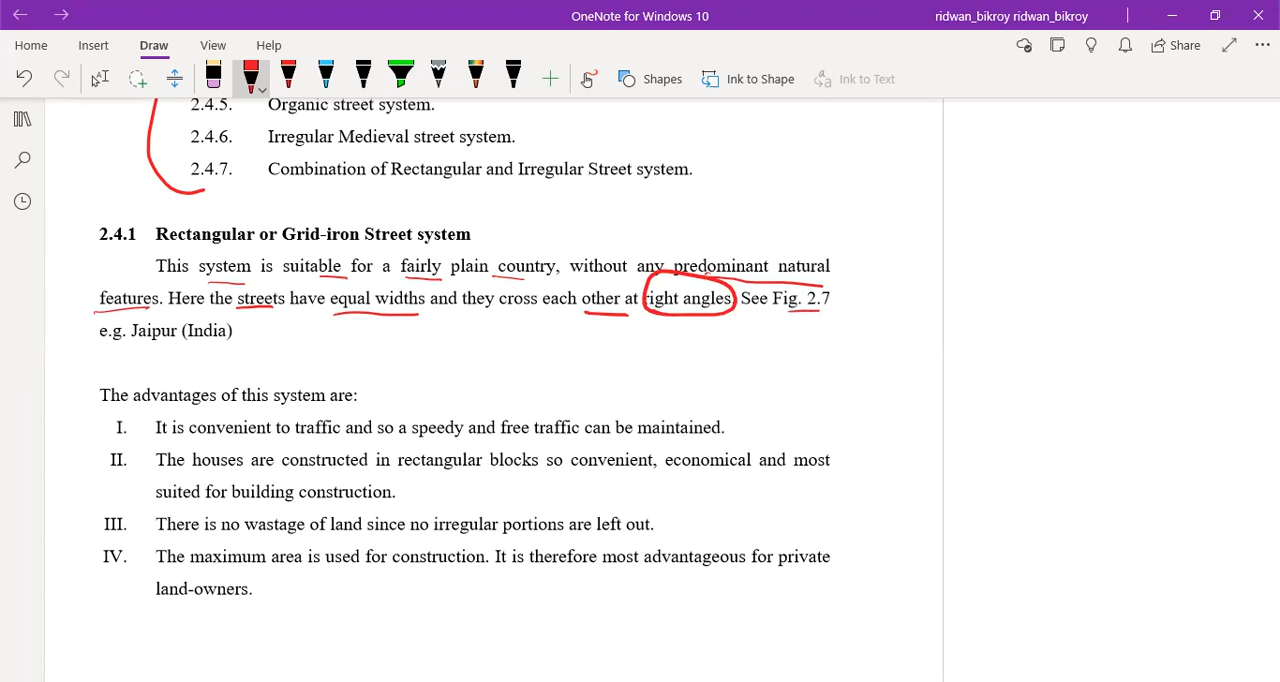 OneNote for Windows 10
ridwan_bikroy ridwan_bikroy
Home Insert Draw View Help
Share
Shapes Ink to Shape Ink to Text
2.4.5. Organic street system.
2.4.6. Irregular Medieval street system.
2.4.7. Combination of Rectangular and Irregular Street system.
2.4.1 Rectangular or Grid-iron Street system
This system is suitable for a fairly plain country, without any predominant natural
features. Here the streets have equal widths and they cross each other at right angles. See Fig. 2.7
e.g. Jaipur (India)
The advantages of this system are:
I. It is convenient to traffic and so a speedy and free traffic can be maintained.
II. The houses are constructed in rectangular blocks so convenient, economical and most
suited for building construction.
III. There is no wastage of land since no irregular portions are left out.
IV. The maximum area is used for construction. It is therefore most advantageous for private
land-owners.